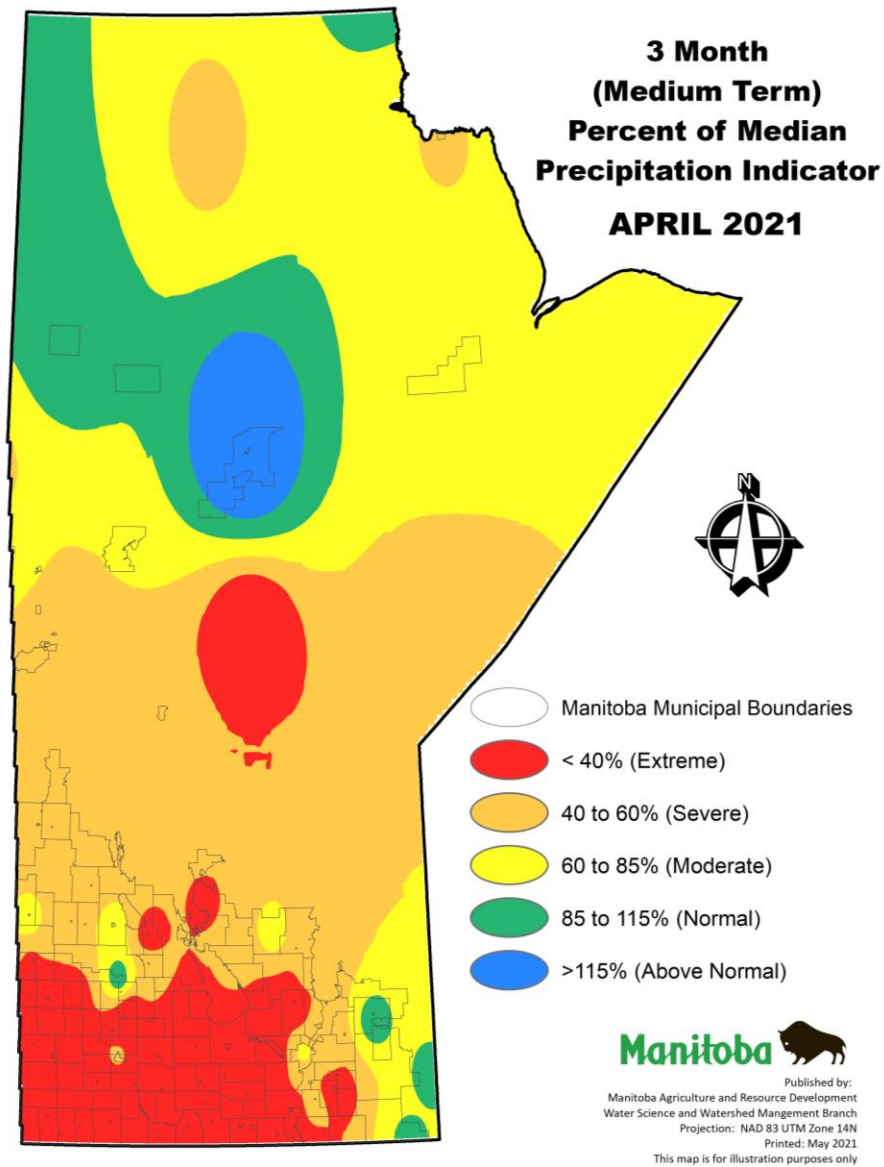 3 Month
(Medium Term)
Percent of Median
Precipitation Indicator
APRIL 2021
N
Manitoba Municipal Boundaries
< 40% (Extreme)
40 to 60% (Severe)
60 to 85% (Moderate)
85 to 115% (Normal)
>115% (Above Normal)
Manitoba
Published by:
Manitoba Agriculture and Resource Development
Water Science and Watershed Mangement Branch
Projection: NAD 83 UTM Zone 14N
Printed: May 2021
This map is for illustration purposes only